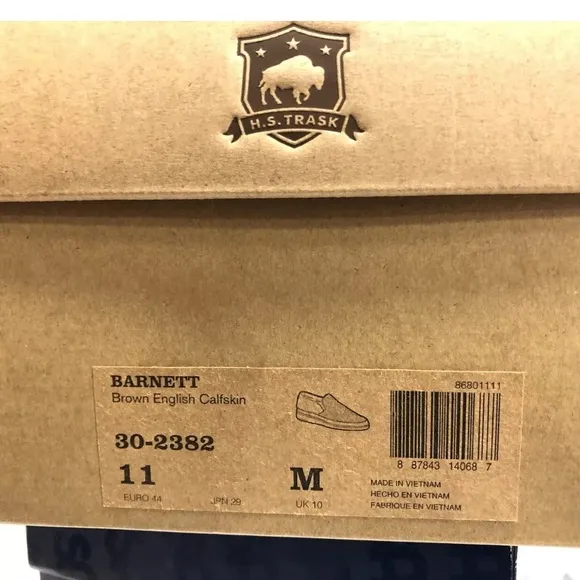 H.S. TRASK
BARNETT
Brown English Calfskin
86801111
30-2382
8 87843 14068 7
11
M
EURO 44
JPN 29
UK 10
MADE IN VIETNAM
HECHO EN VIETNAM
FABRIQUE EN VIETNAM